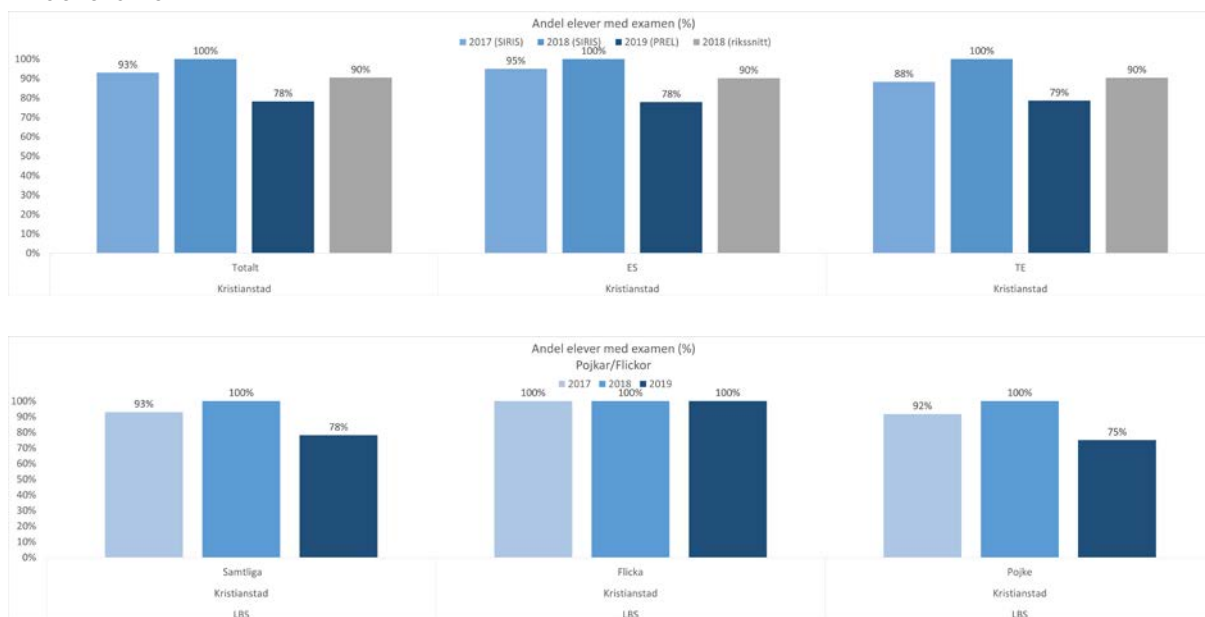 Andel elever med examen (%)
2017 (SIRIS) 2018 (SIRIS) 2019 (PREL) 2018 (rikssnitt)
100%
90%
80%
70%
60%
50%
40%
30%
20%
10%
0%
93% 100% 78% 90%
95% 100% 78% 90%
88% 100% 79% 90%
Totalt ES TE
Kristianstad Kristianstad Kristianstad
Andel elever med examen (%)
Pojkar/Flickor
2017 2018 2019
100%
90%
80%
70%
60%
50%
40%
30%
20%
10%
0%
93% 100% 78%
100% 100% 100%
92% 100% 75%
Samtliga Flicka Pojke
Kristianstad Kristianstad Kristianstad
LBS LBS LBS